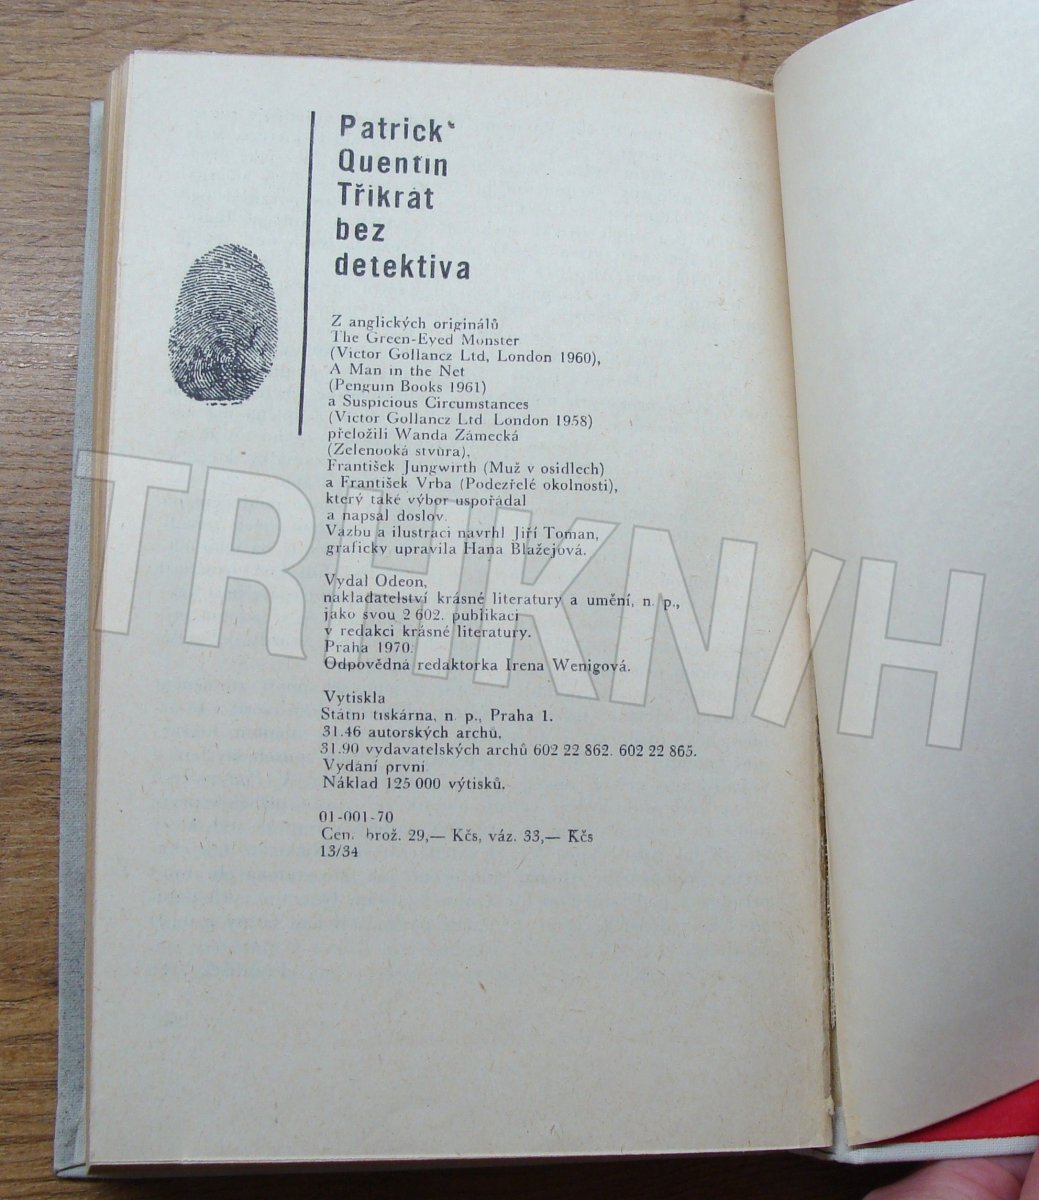 Patrick
Quentin
Třikrát
bez
detektiva
Z anglických originálů
The Green-Eyed Monster
(Victor Gollancz Ltd, London 1960),
A Man in the Net
(Penguin Books 1961)
a Suspicious Circumstances
(Victor Gollancz Ltd London 1958)
přeložili Wanda Zámecká
(Zelenooká stvůra),
František Jungwirth (Muž v osidlech)
a František Vrba (Podezřelé okolnosti),
který také výbor uspořádal
a napsal doslov.
Vazbu a ilustraci navrhl Jiří Toman,
graficky upravila Hana Blažejová.
Vydal Odeon,
nakladatelství krásné literatury a umění, n. p.,
jako svou 2 602. publikaci
v redakci krásné literatury.
Praha 1970.
Odpovědná redaktorka Irena Wenigová.
Vytiskla
Státní tiskárna, n. p., Praha 1.
31.46 autorských archů,
31.90 vydavatelských archů 602 22 862. 602 22 865.
Vydání první
Náklad 125 000 výtisků.
01-001-70
Cen. brož. 29,— Kčs, váz. 33,— Kčs
13/34
TRHKN/H